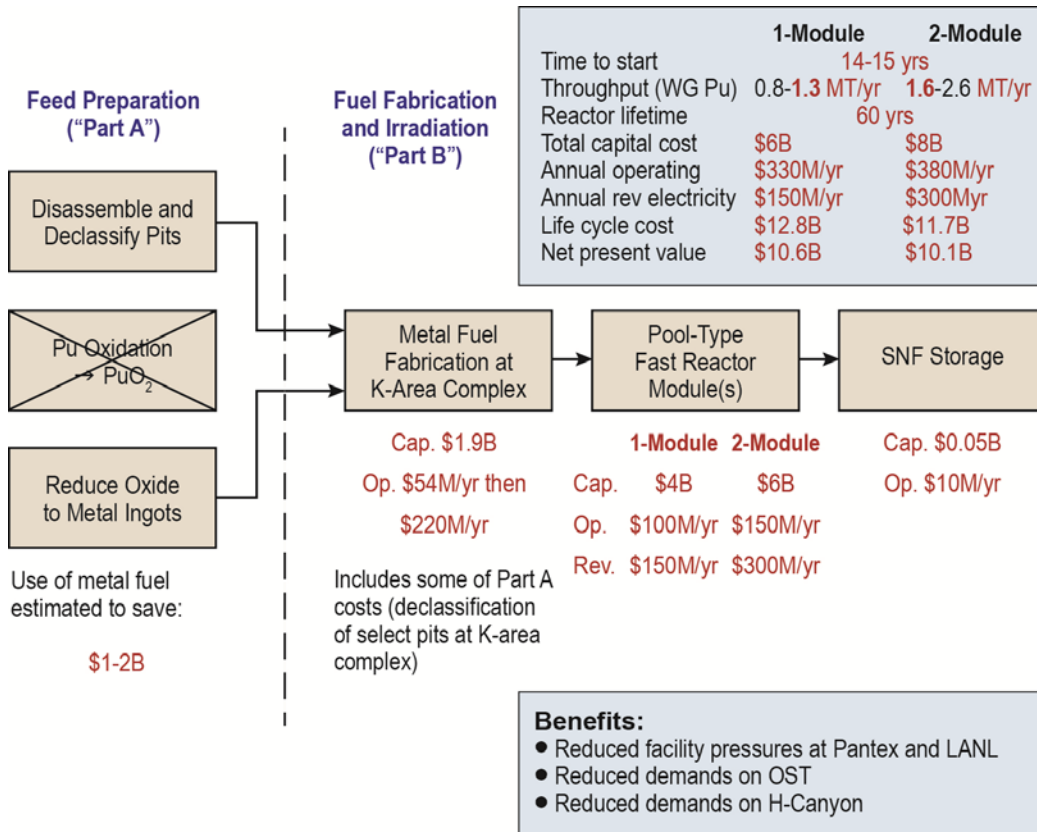 1-Module 2-Module
Time to start 14-15 yrs
Throughput (WG Pu) 0.8-1.3 MT/yr 1.6-2.6 MT/yr
Reactor lifetime 60 yrs
Total capital cost $6B $8B
Annual operating $330M/yr $380M/yr
Annual rev electricity $150M/yr $300Myr
Life cycle cost $12.8B $11.7B
Net present value $10.6B $10.1B
Feed Preparation
("Part A")
Fuel Fabrication
and Irradiation
("Part B")
Disassemble and
Declassify Pits
Pu Oxidation
→ PuO2
Reduce Oxide
to Metal Ingots
Use of metal fuel
estimated to save:
$1-2B
Metal Fuel
Fabrication at
K-Area Complex
Cap. $1.9B
Op. $54M/yr then
$220M/yr
Includes some of Part A
costs (declassification
of select pits at K-area
complex)
Pool-Type
Fast Reactor
Module(s)
1-Module 2-Module
Cap. $4B $6B
Op. $100M/yr $150M/yr
Rev. $150M/yr $300M/yr
SNF Storage
Cap. $0.05B
Op. $10M/yr
Benefits:
● Reduced facility pressures at Pantex and LANL
● Reduced demands on OST
● Reduced demands on H-Canyon